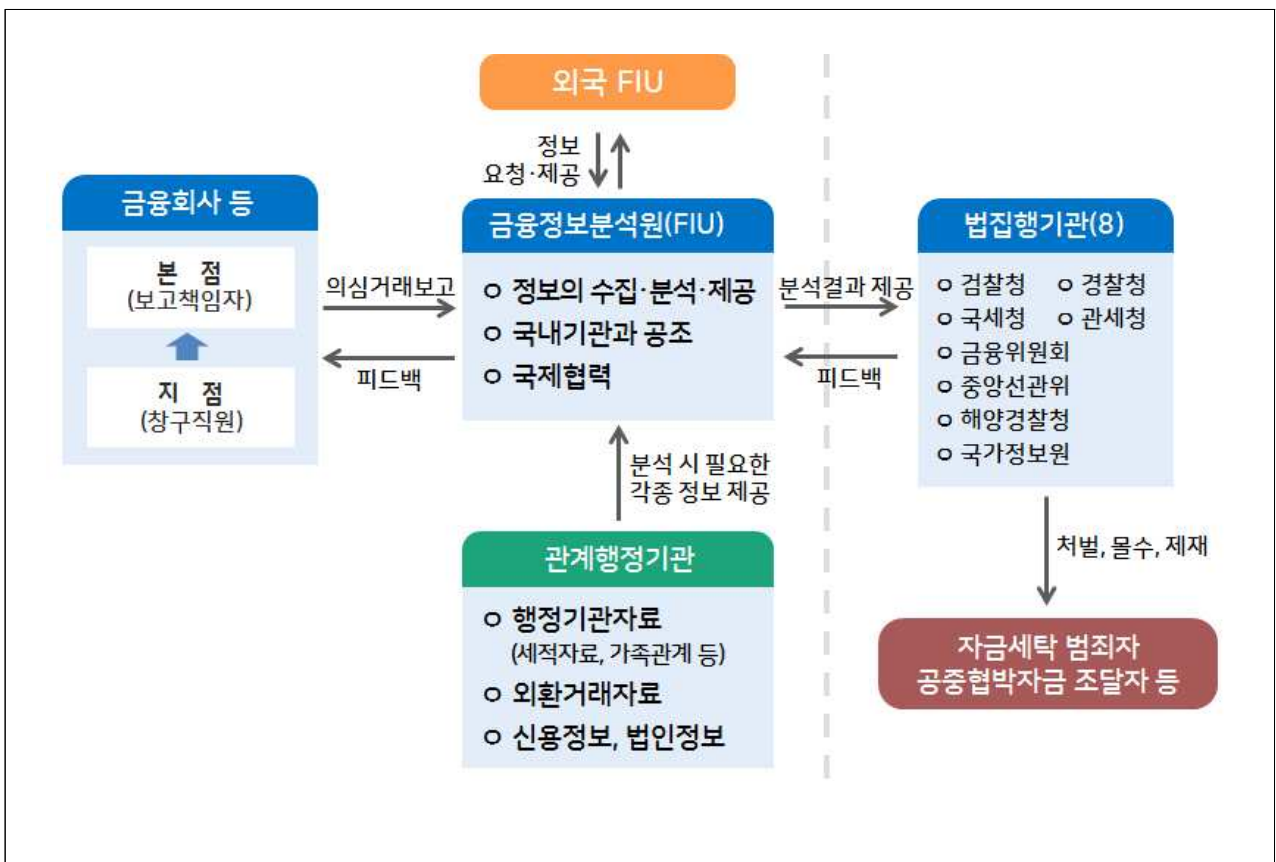 외국 FIU
정보
요청·제공
금융회사 등
본 점
(보고책임자)
지 점
(창구직원)
의심거래보고
피드백
금융정보분석원(FIU)
ㅇ 정보의 수집·분석·제공
ㅇ 국내기관과 공조
ㅇ 국제협력
분석결과 제공
피드백
법집행기관(8)
ㅇ 검찰청 ㅇ 경찰청
ㅇ 국세청 ㅇ 관세청
ㅇ 금융위원회
ㅇ 중앙선관위
ㅇ 해양경찰청
ㅇ 국가정보원
분석 시 필요한
각종 정보 제공
관계행정기관
ㅇ 행정기관자료
(세적자료, 가족관계 등)
ㅇ 외환거래자료
ㅇ 신용정보, 법인정보
처벌, 몰수, 제재
자금세탁 범죄자
공중협박자금 조달자 등